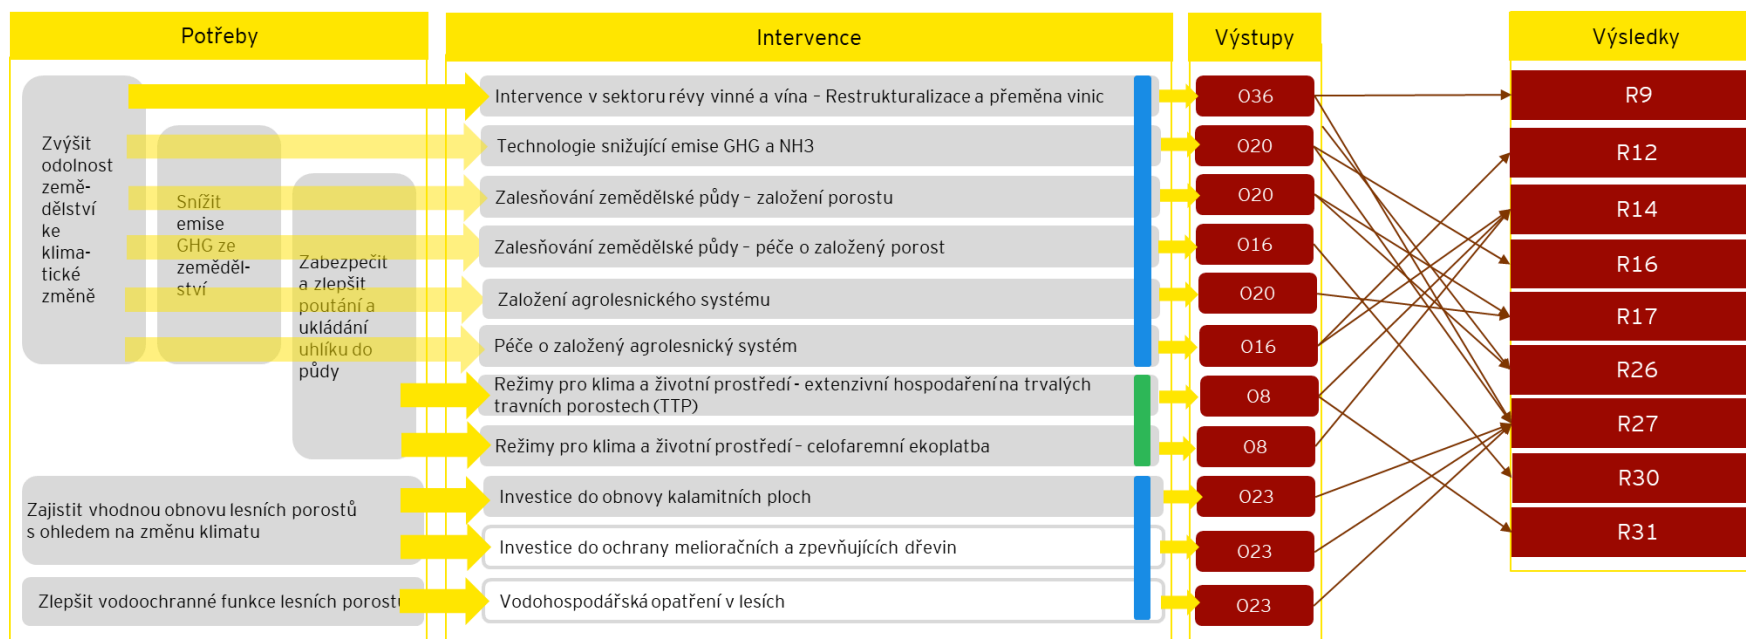 Potřeby
Intervence
Výstupy
Výsledky
Zvýšit
odolnost
země-
dělství
ke
klima-
tické
změně
Snížit
emise
GHG ze
zeměděl-
ství
Zabezpečit
a zlepšit
poutání a
ukládání
uhlíku do
půdy
Zajistit vhodnou obnovu lesních porostů
s ohledem na změnu klimatu
Zlepšit vodoochranné funkce lesních porostů
Intervence v sektoru révy vinné a vína – Restrukturalizace a přeměna vinic
Technologie snižující emise GHG a NH3
Zalesňování zemědělské půdy – založení porostu
Zalesňování zemědělské půdy – péče o založený porost
Založení agrolesnického systému
Péče o založený agrolesnický systém
Režimy pro klima a životní prostředí - extenzivní hospodaření na trvalých
travních porostech (TTP)
Režimy pro klima a životní prostředí – celofaremní ekoplatba
Investice do obnovy kalamitních ploch
Investice do ochrany melioračních a zpevňujících dřevin
Vodohospodářská opatření v lesích
O36
O20
O20
O16
O20
O16
O8
O8
O23
O23
O23
R9
R12
R14
R16
R17
R26
R27
R30
R31